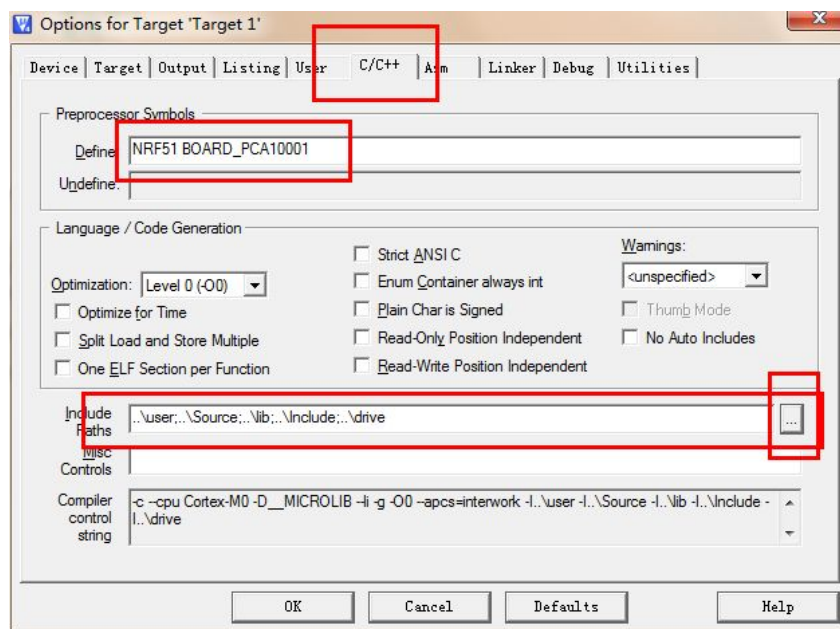 Options for Target 'Target 1'
Device Target Output Listing User C/C++ Asm Linker Debug Utilities
Preprocessor Symbols
Define: NRF51 BOARD_PCA10001
Undefine:
Language / Code Generation
Strict ANSI C
Warnings:
Optimization: Level 0 (-O0)
Enum Container always int
<unspecified>
Optimize for Time
Plain Char is Signed
Thumb Mode
Split Load and Store Multiple
Read-Only Position Independent
No Auto Includes
One ELF Section per Function
Read-Write Position Independent
Include Paths
..\user;..\Source;..\lib;..\Include;..\drive
...
Misc Controls
Compiler control string
-c --cpu Cortex-M0 -D__MICROLIB --li -g -O0 --apcs=interwork -I..\user -I..\Source -I..\lib -I..\Include -
I..\drive
OK Cancel Defaults Help